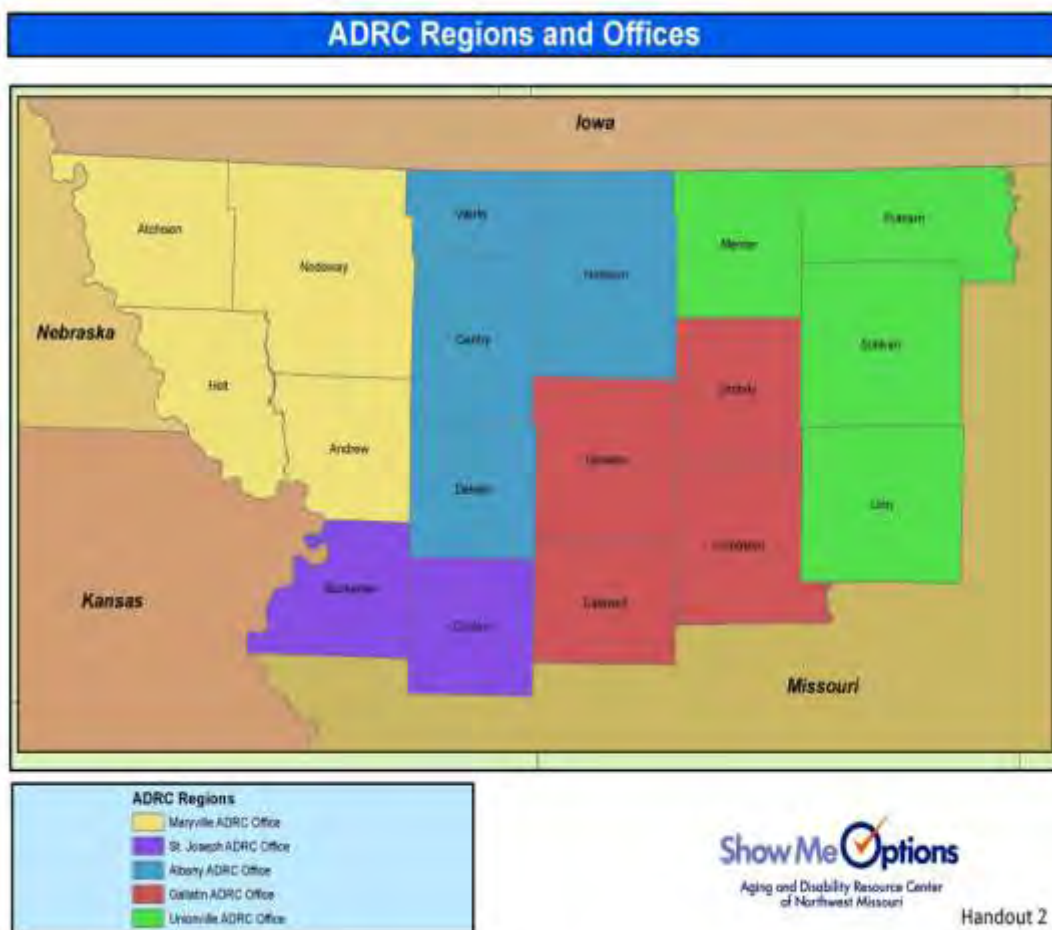 ADRC Regions and Offices
Iowa
Atchison
Nodaway
Worth
Harrison
Mercer
Putnam
Nebraska
Holt
Gentry
Sullivan
Andrew
Dekalb
Grundy
Linn
Kansas
Buchanan
Clinton
Caldwell
Livingston
Missouri
ADRC Regions
Maryville ADRC Office
St. Joseph ADRC Office
Albany ADRC Office
Gallatin ADRC Office
Unionville ADRC Office
Show Me Options
Aging and Disability Resource Center
of Northwest Missouri
Handout 2